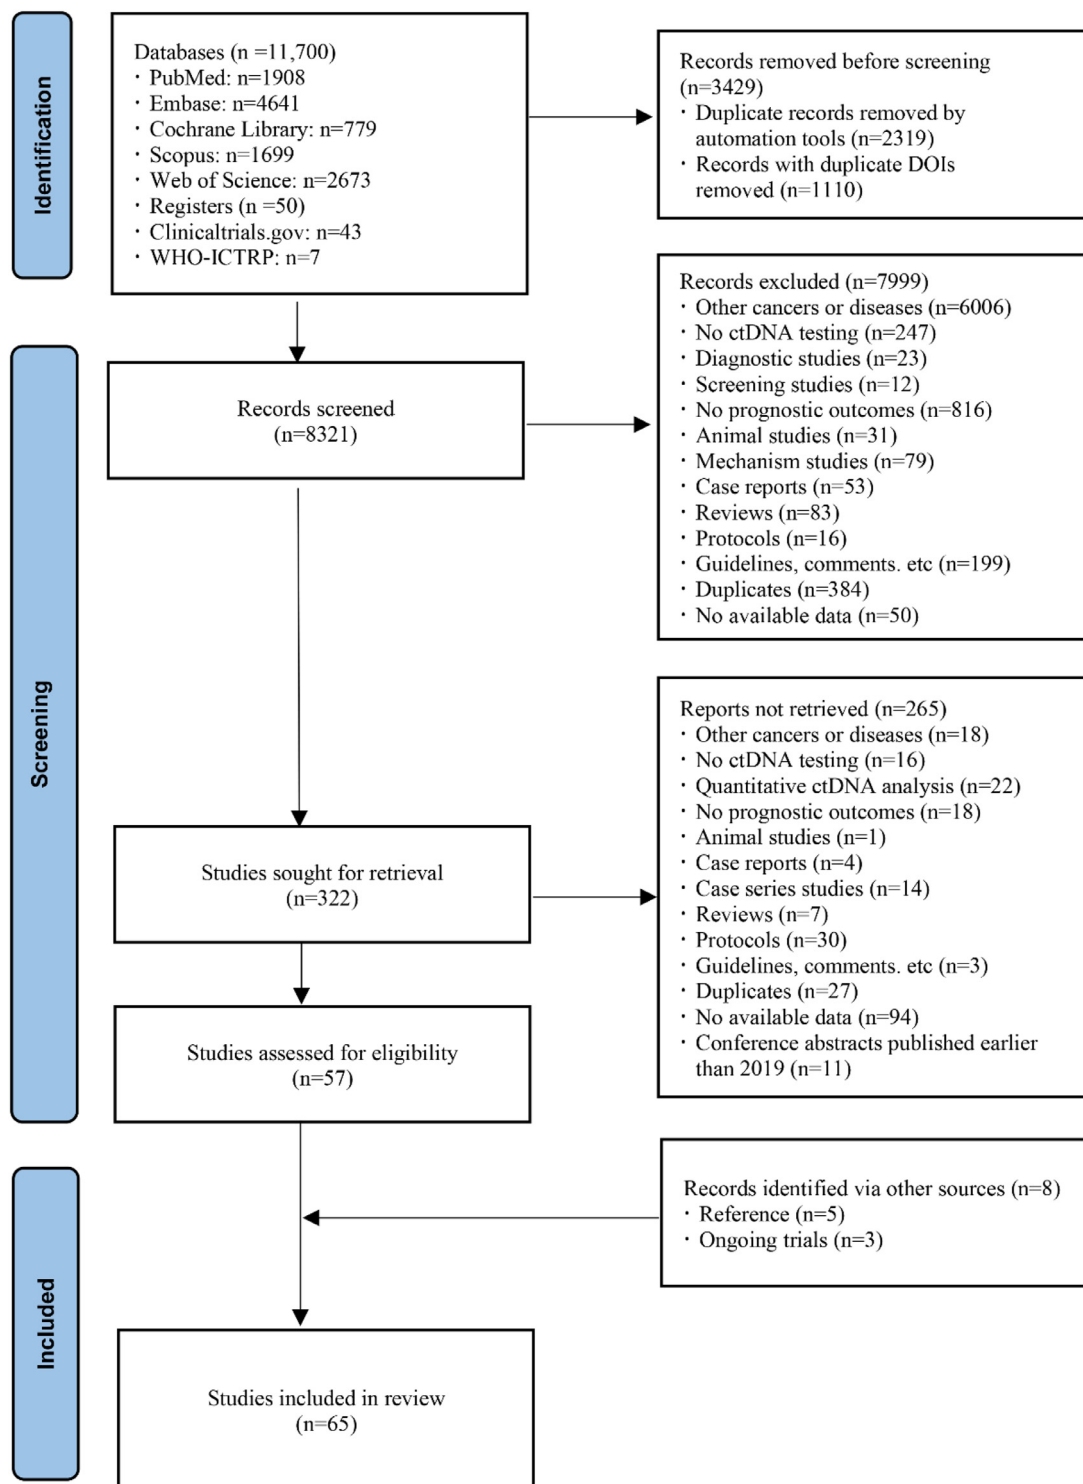 Identification
Databases (n =11,700)
· PubMed: n=1908
· Embase: n=4641
· Cochrane Library: n=779
· Scopus: n=1699
· Web of Science: n=2673
· Registers (n =50)
· Clinicaltrials.gov: n=43
· WHO-ICTRP: n=7
Records removed before screening
(n=3429)
· Duplicate records removed by
automation tools (n=2319)
· Records with duplicate DOIs
removed (n=1110)
Screening
Records screened
(n=8321)
Records excluded (n=7999)
· Other cancers or diseases (n=6006)
· No ctDNA testing (n=247)
· Diagnostic studies (n=23)
· Screening studies (n=12)
· No prognostic outcomes (n=816)
· Animal studies (n=31)
· Mechanism studies (n=79)
· Case reports (n=53)
· Reviews (n=83)
· Protocols (n=16)
· Guidelines, comments. etc (n=199)
· Duplicates (n=384)
· No available data (n=50)
Studies sought for retrieval
(n=322)
Reports not retrieved (n=265)
· Other cancers or diseases (n=18)
· No ctDNA testing (n=16)
· Quantitative ctDNA analysis (n=22)
· No prognostic outcomes (n=18)
· Animal studies (n=1)
· Case reports (n=4)
· Case series studies (n=14)
· Reviews (n=7)
· Protocols (n=30)
· Guidelines, comments. etc (n=3)
· Duplicates (n=27)
· No available data (n=94)
· Conference abstracts published earlier
than 2019 (n=11)
Studies assessed for eligibility
(n=57)
Included
Records identified via other sources (n=8)
· Reference (n=5)
· Ongoing trials (n=3)
Studies included in review
(n=65)